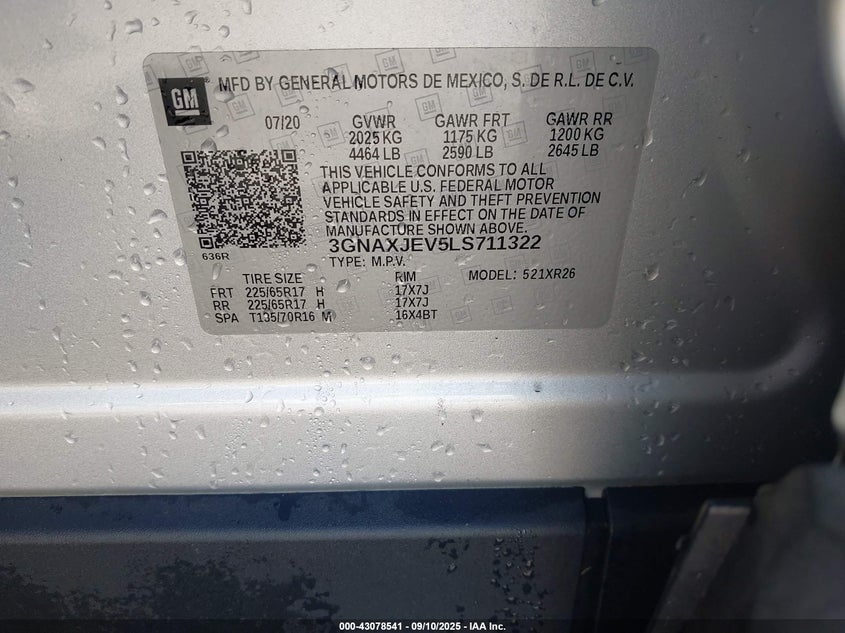 GM
MFD BY GENERAL MOTORS DE MEXICO, S. DE R.L. DE C.V.
07/20 GVWR GAWR FRT GAWR RR
2025 KG 1175 KG 1200 KG
4464 LB 2590 LB 2645 LB
THIS VEHICLE CONFORMS TO ALL
APPLICABLE U.S. FEDERAL MOTOR
VEHICLE SAFETY AND THEFT PREVENTION
STANDARDS IN EFFECT ON THE DATE OF
MANUFACTURE SHOWN ABOVE.
3GNAXJEV5LS711322
636R
TYPE: M.P.V.
TIRE SIZE RIM MODEL: 521XR26
FRT 225/65R17 H 17X7J
RR 225/65R17 H 17X7J
SPA T135/70R16 M 16X4BT
000-43078541 - 09/10/2025 - IAA Inc.